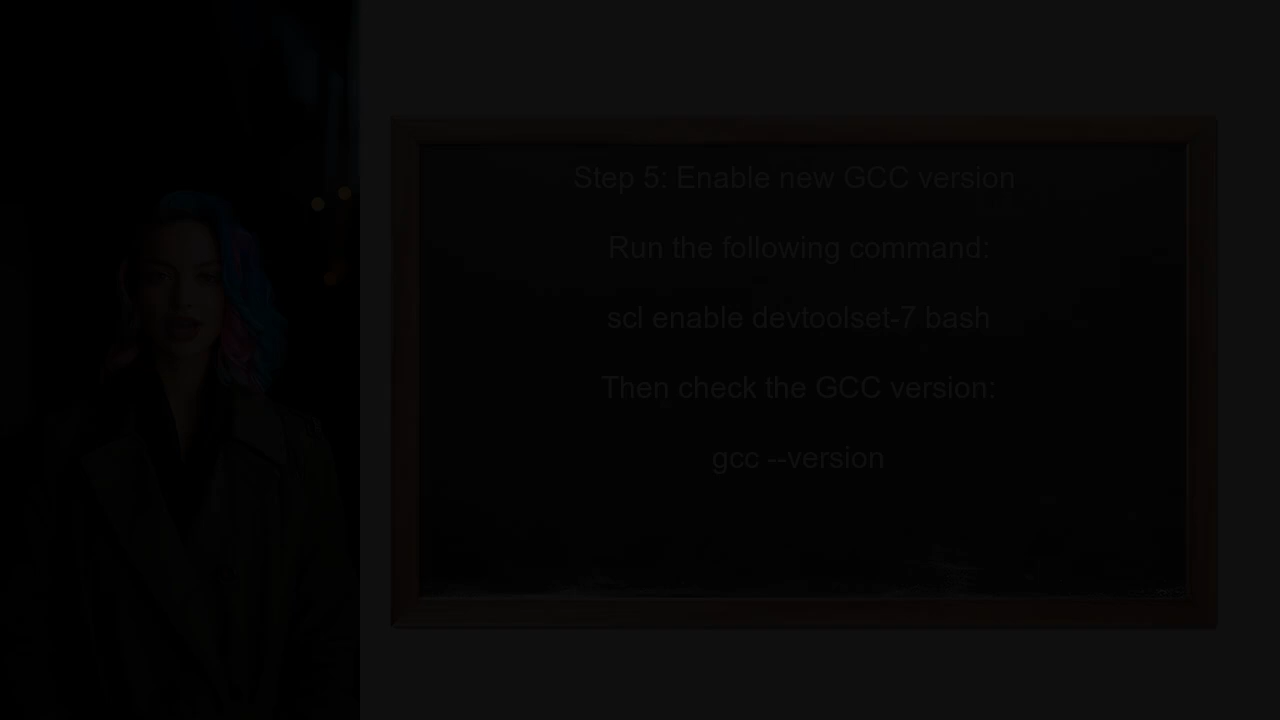 Step 5: Enable new GCC version
Run the following command:
scl enable devtoolset-7 bash
Then check the GCC version:
gcc --version